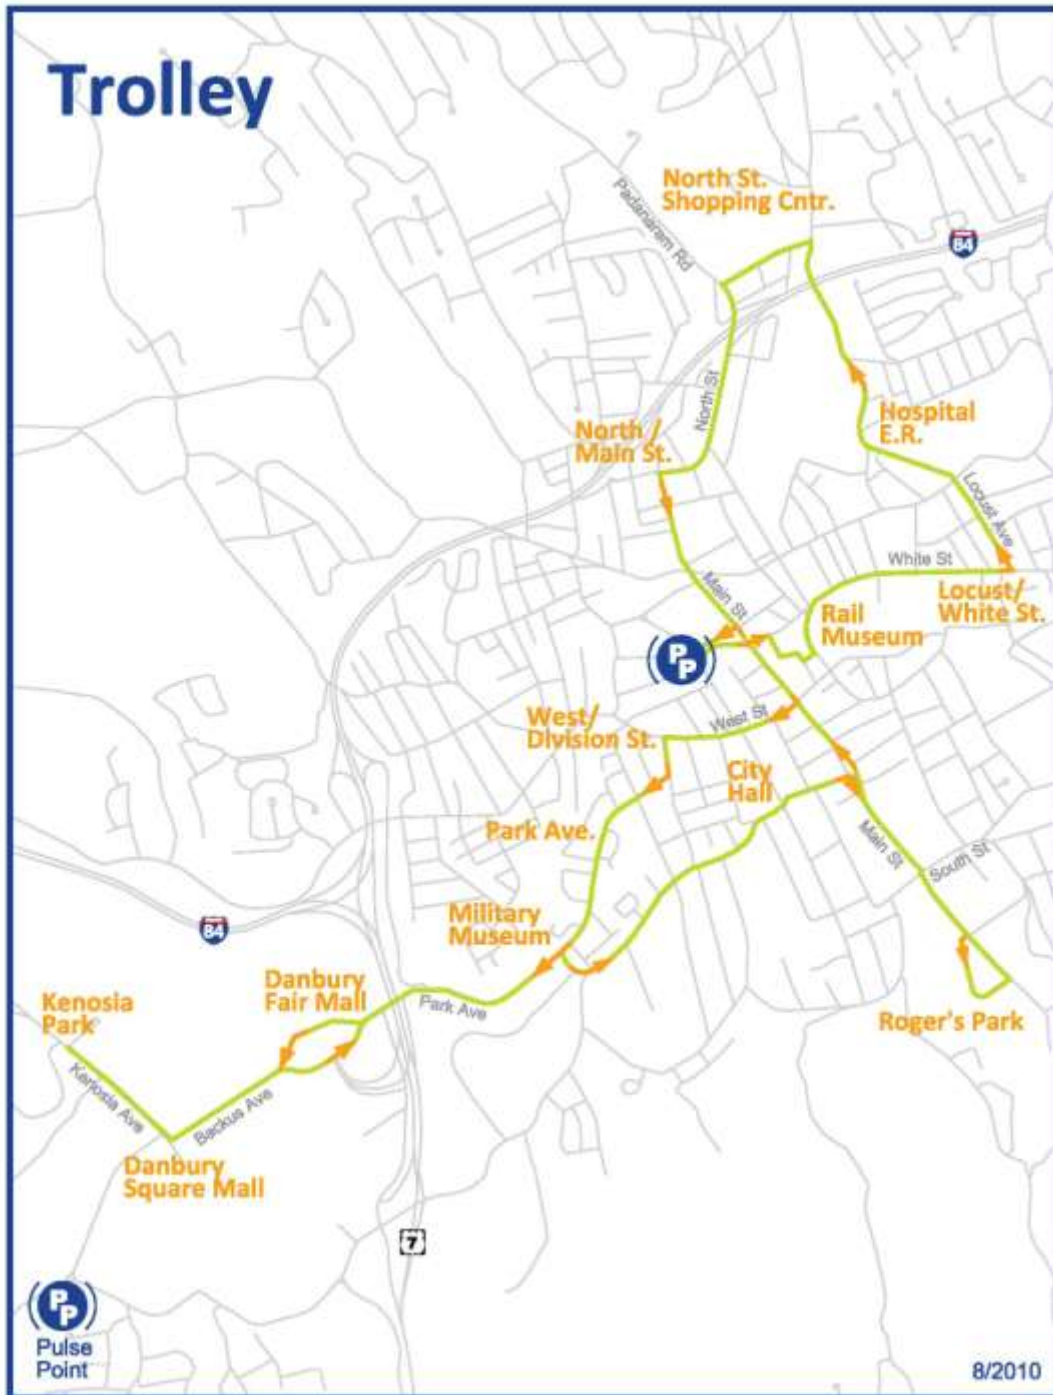 Trolley
North St.
Shopping Cntr.
Padanaram Rd
84
North St
Hospital
E.R.
North /
Main St.
Locust Ave
White St
Main St
Locust/
White St.
Rail
Museum
PP
West/
Division St.
West St
City
Hall
Park Ave.
Main St
South St
Military
Museum
84
Danbury
Fair Mall
Kenosia
Park
Park Ave
Roger's Park
Kenosia Ave
Backus Ave
Danbury
Square Mall
7
PP
Pulse
Point
8/2010